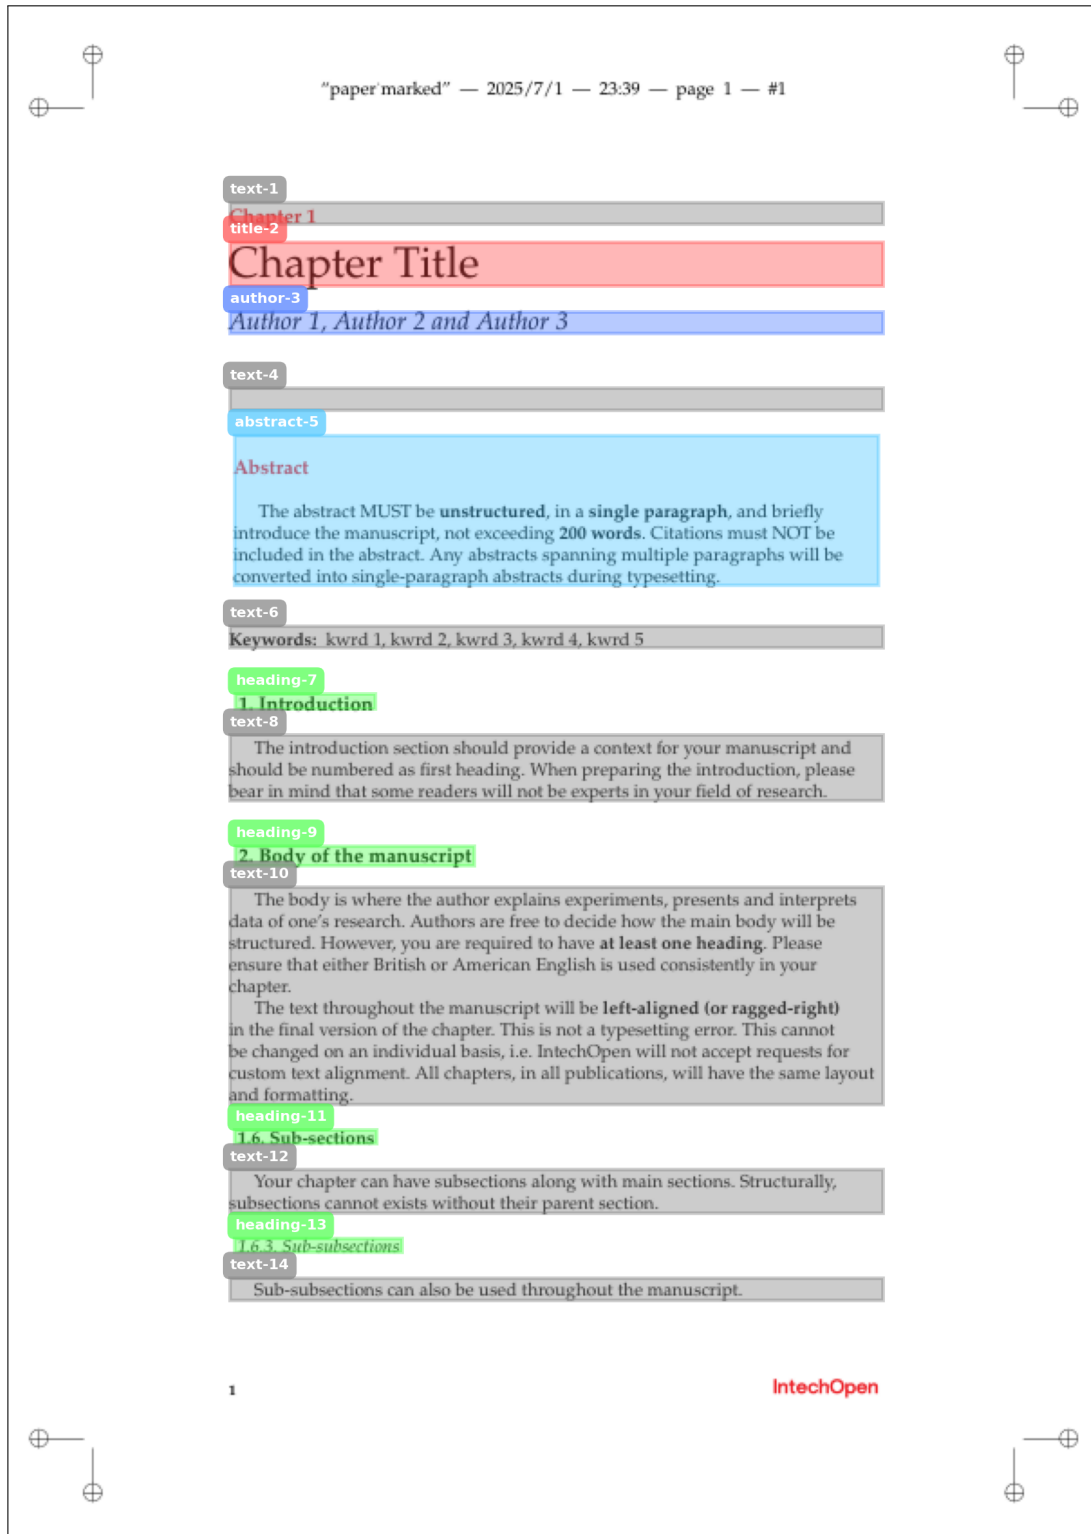 “paper˙marked” — 2025/7/1 — 23:39 — page 1 — #1
text-1
Chapter 1
title-2
Chapter Title
author-3
Author 1, Author 2 and Author 3
text-4
abstract-5
Abstract
The abstract MUST be unstructured, in a single paragraph, and briefly
introduce the manuscript, not exceeding 200 words. Citations must NOT be
included in the abstract. Any abstracts spanning multiple paragraphs will be
converted into single-paragraph abstracts during typesetting.
text-6
Keywords: kwrd 1, kwrd 2, kwrd 3, kwrd 4, kwrd 5
heading-7
1. Introduction
text-8
The introduction section should provide a context for your manuscript and
should be numbered as first heading. When preparing the introduction, please
bear in mind that some readers will not be experts in your field of research.
heading-9
2. Body of the manuscript
text-10
The body is where the author explains experiments, presents and interprets
data of one’s research. Authors are free to decide how the main body will be
structured. However, you are required to have at least one heading. Please
ensure that either British or American English is used consistently in your
chapter.
The text throughout the manuscript will be left-aligned (or ragged-right)
in the final version of the chapter. This is not a typesetting error. This cannot
be changed on an individual basis, i.e. IntechOpen will not accept requests for
custom text alignment. All chapters, in all publications, will have the same layout
and formatting.
heading-11
1.6. Sub-sections
text-12
Your chapter can have subsections along with main sections. Structurally,
subsections cannot exists without their parent section.
heading-13
1.6.3. Sub-subsections
text-14
Sub-subsections can also be used throughout the manuscript.
1
IntechOpen